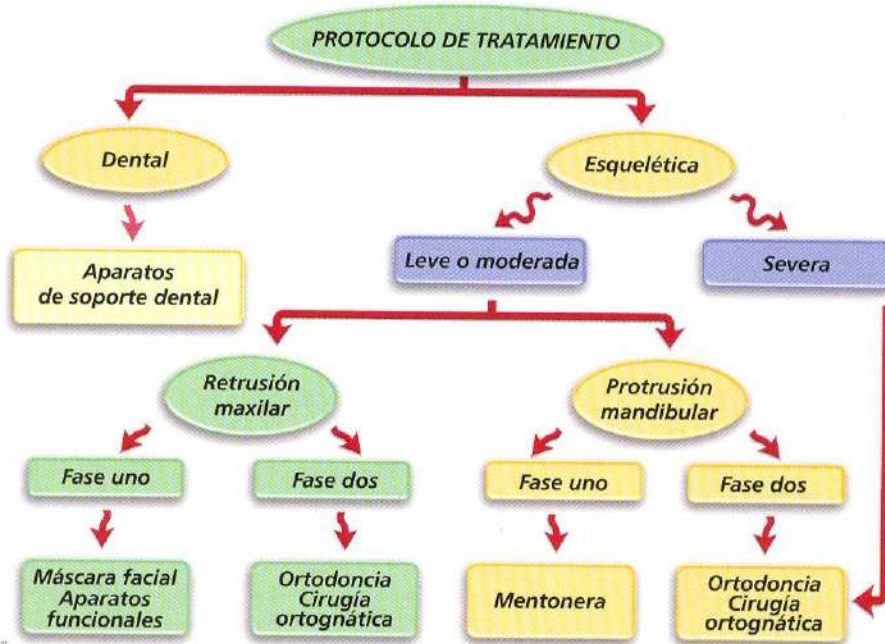 PROTOCOLO DE TRATAMIENTO
Dental
Esquelética
Aparatos
de soporte dental
Leve o moderada
Severa
Retrusión
maxilar
Protrusión
mandibular
Fase uno
Fase dos
Fase uno
Fase dos
Máscara facial
Aparatos
funcionales
Ortodoncia
Cirugía
ortognática
Mentonera
Ortodoncia
Cirugía
ortognática